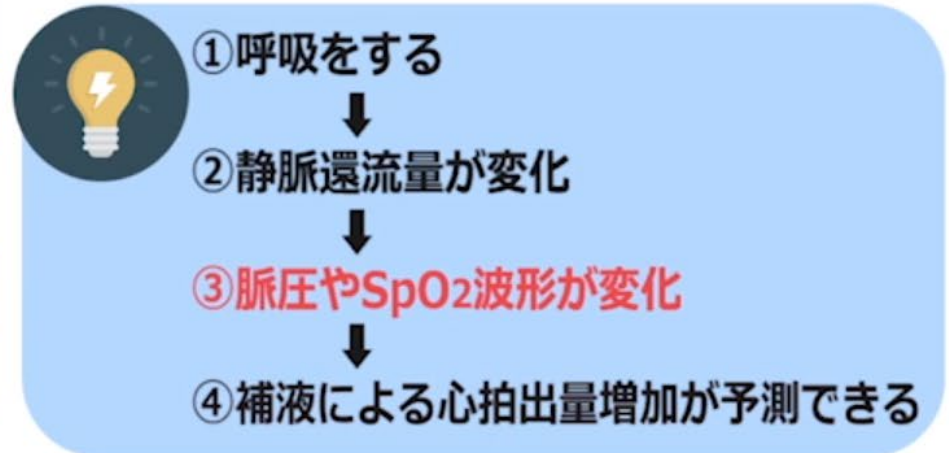 ①呼吸をする
②静脈還流量が変化
③脈圧やSpO2波形が変化
④補液による心拍出量増加が予測できる